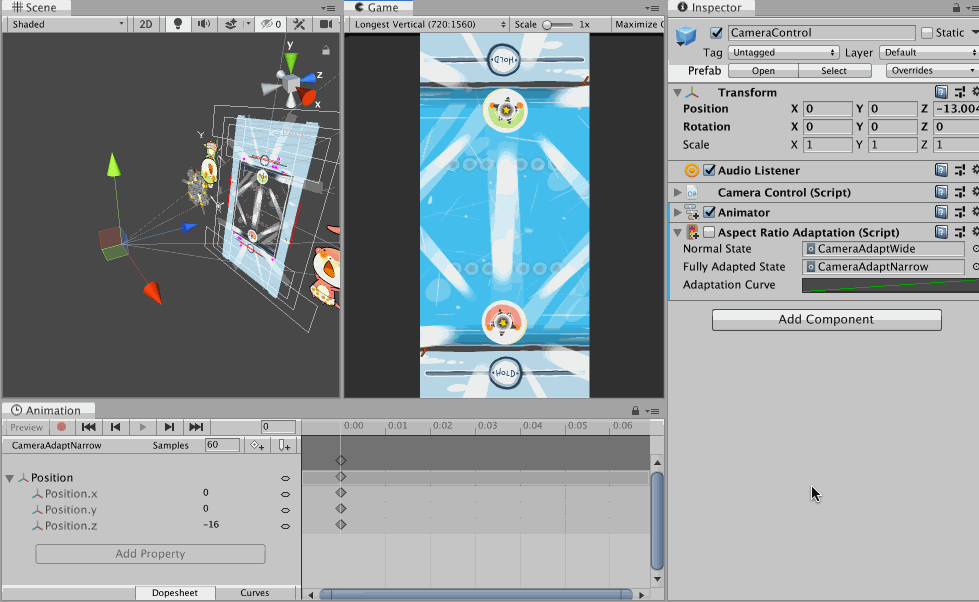 Scene
Shaded
2D
0
Game
Longest Vertical (720:1560)
Scale
1x
Maximize
HOLD
HOLD
Inspector
CameraControl
Static
Tag
Untagged
Layer
Default
Prefab
Open
Select
Overrides
Transform
Position X 0 Y 0 Z -13.004
Rotation X 0 Y 0 Z 0
Scale X 1 Y 1 Z 1
Audio Listener
Camera Control (Script)
Animator
Aspect Ratio Adaptation (Script)
Normal State CameraAdaptWide
Fully Adapted State CameraAdaptNarrow
Adaptation Curve
Add Component
y
z
x
Y
Animation
Preview
0
0:00 0:01 0:02 0:03 0:04 0:05 0:06
CameraAdaptNarrow Samples 60
Position
Position.x 0
Position.y 0
Position.z -16
Add Property
Dopesheet
Curves